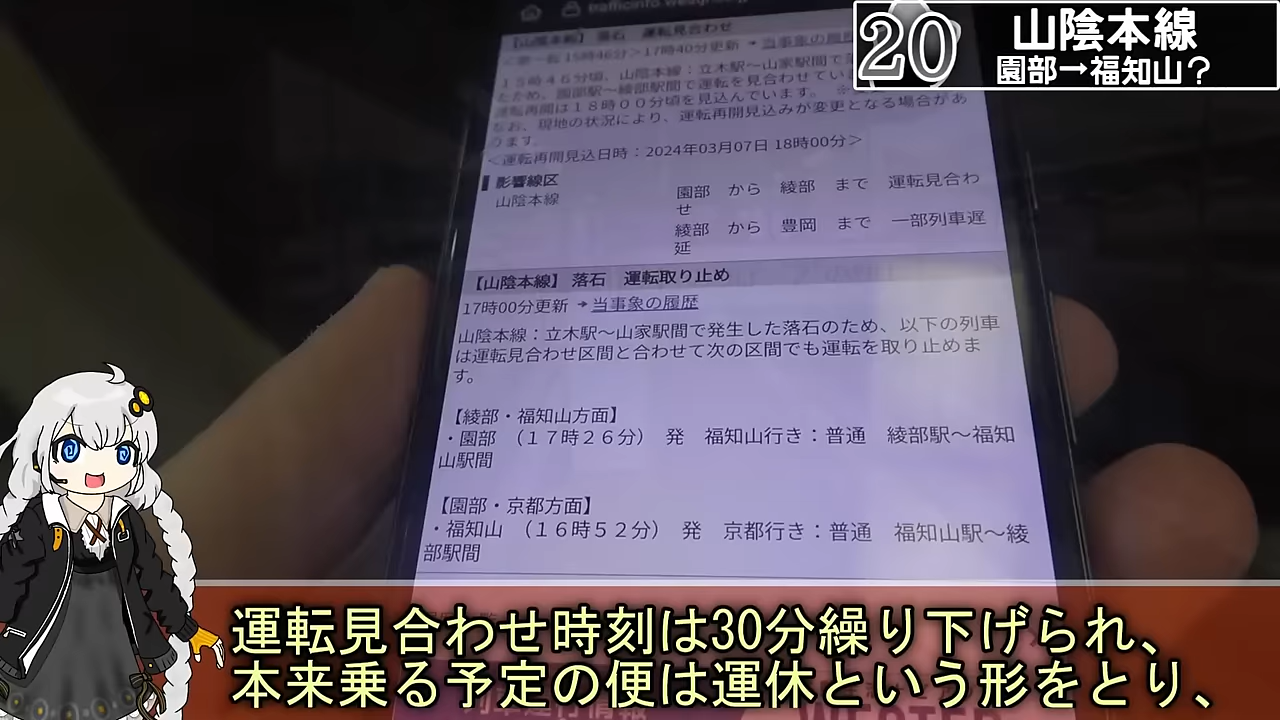 20
山陰本線
園部→福知山？
【山陰本線】 落石 運転見合わせ
17時40分更新 →当事象の履歴
１５時４６分頃、山陰本線：立木駅～山家駅間で
ため、園部駅～綾部駅間で運転を見合わせてい
運転再開は１８時００分頃を見込んでいます。
なお、現地の状況により、運転再開見込みが変更となる場合があ
ります。
＜運転再開見込日時：2024年03月07日 18時00分＞
影響線区
山陰本線
園部 から 綾部 まで 運転見合わ
せ
綾部 から 豊岡 まで 一部列車遅
延
【山陰本線】 落石 運転取り止め
17時00分更新 →当事象の履歴
山陰本線：立木駅～山家駅間で発生した落石のため、以下の列車
は運転見合わせ区間と合わせて次の区間でも運転を取り止めま
す。
【綾部・福知山方面】
・園部 （１７時２６分） 発 福知山行き：普通 綾部駅～福知
山駅間
【園部・京都方面】
・福知山 （１６時５２分） 発 京都行き：普通 福知山駅～綾
部駅間
運転見合わせ時刻は30分繰り下げられ、
本来乗る予定の便は運休という形をとり、